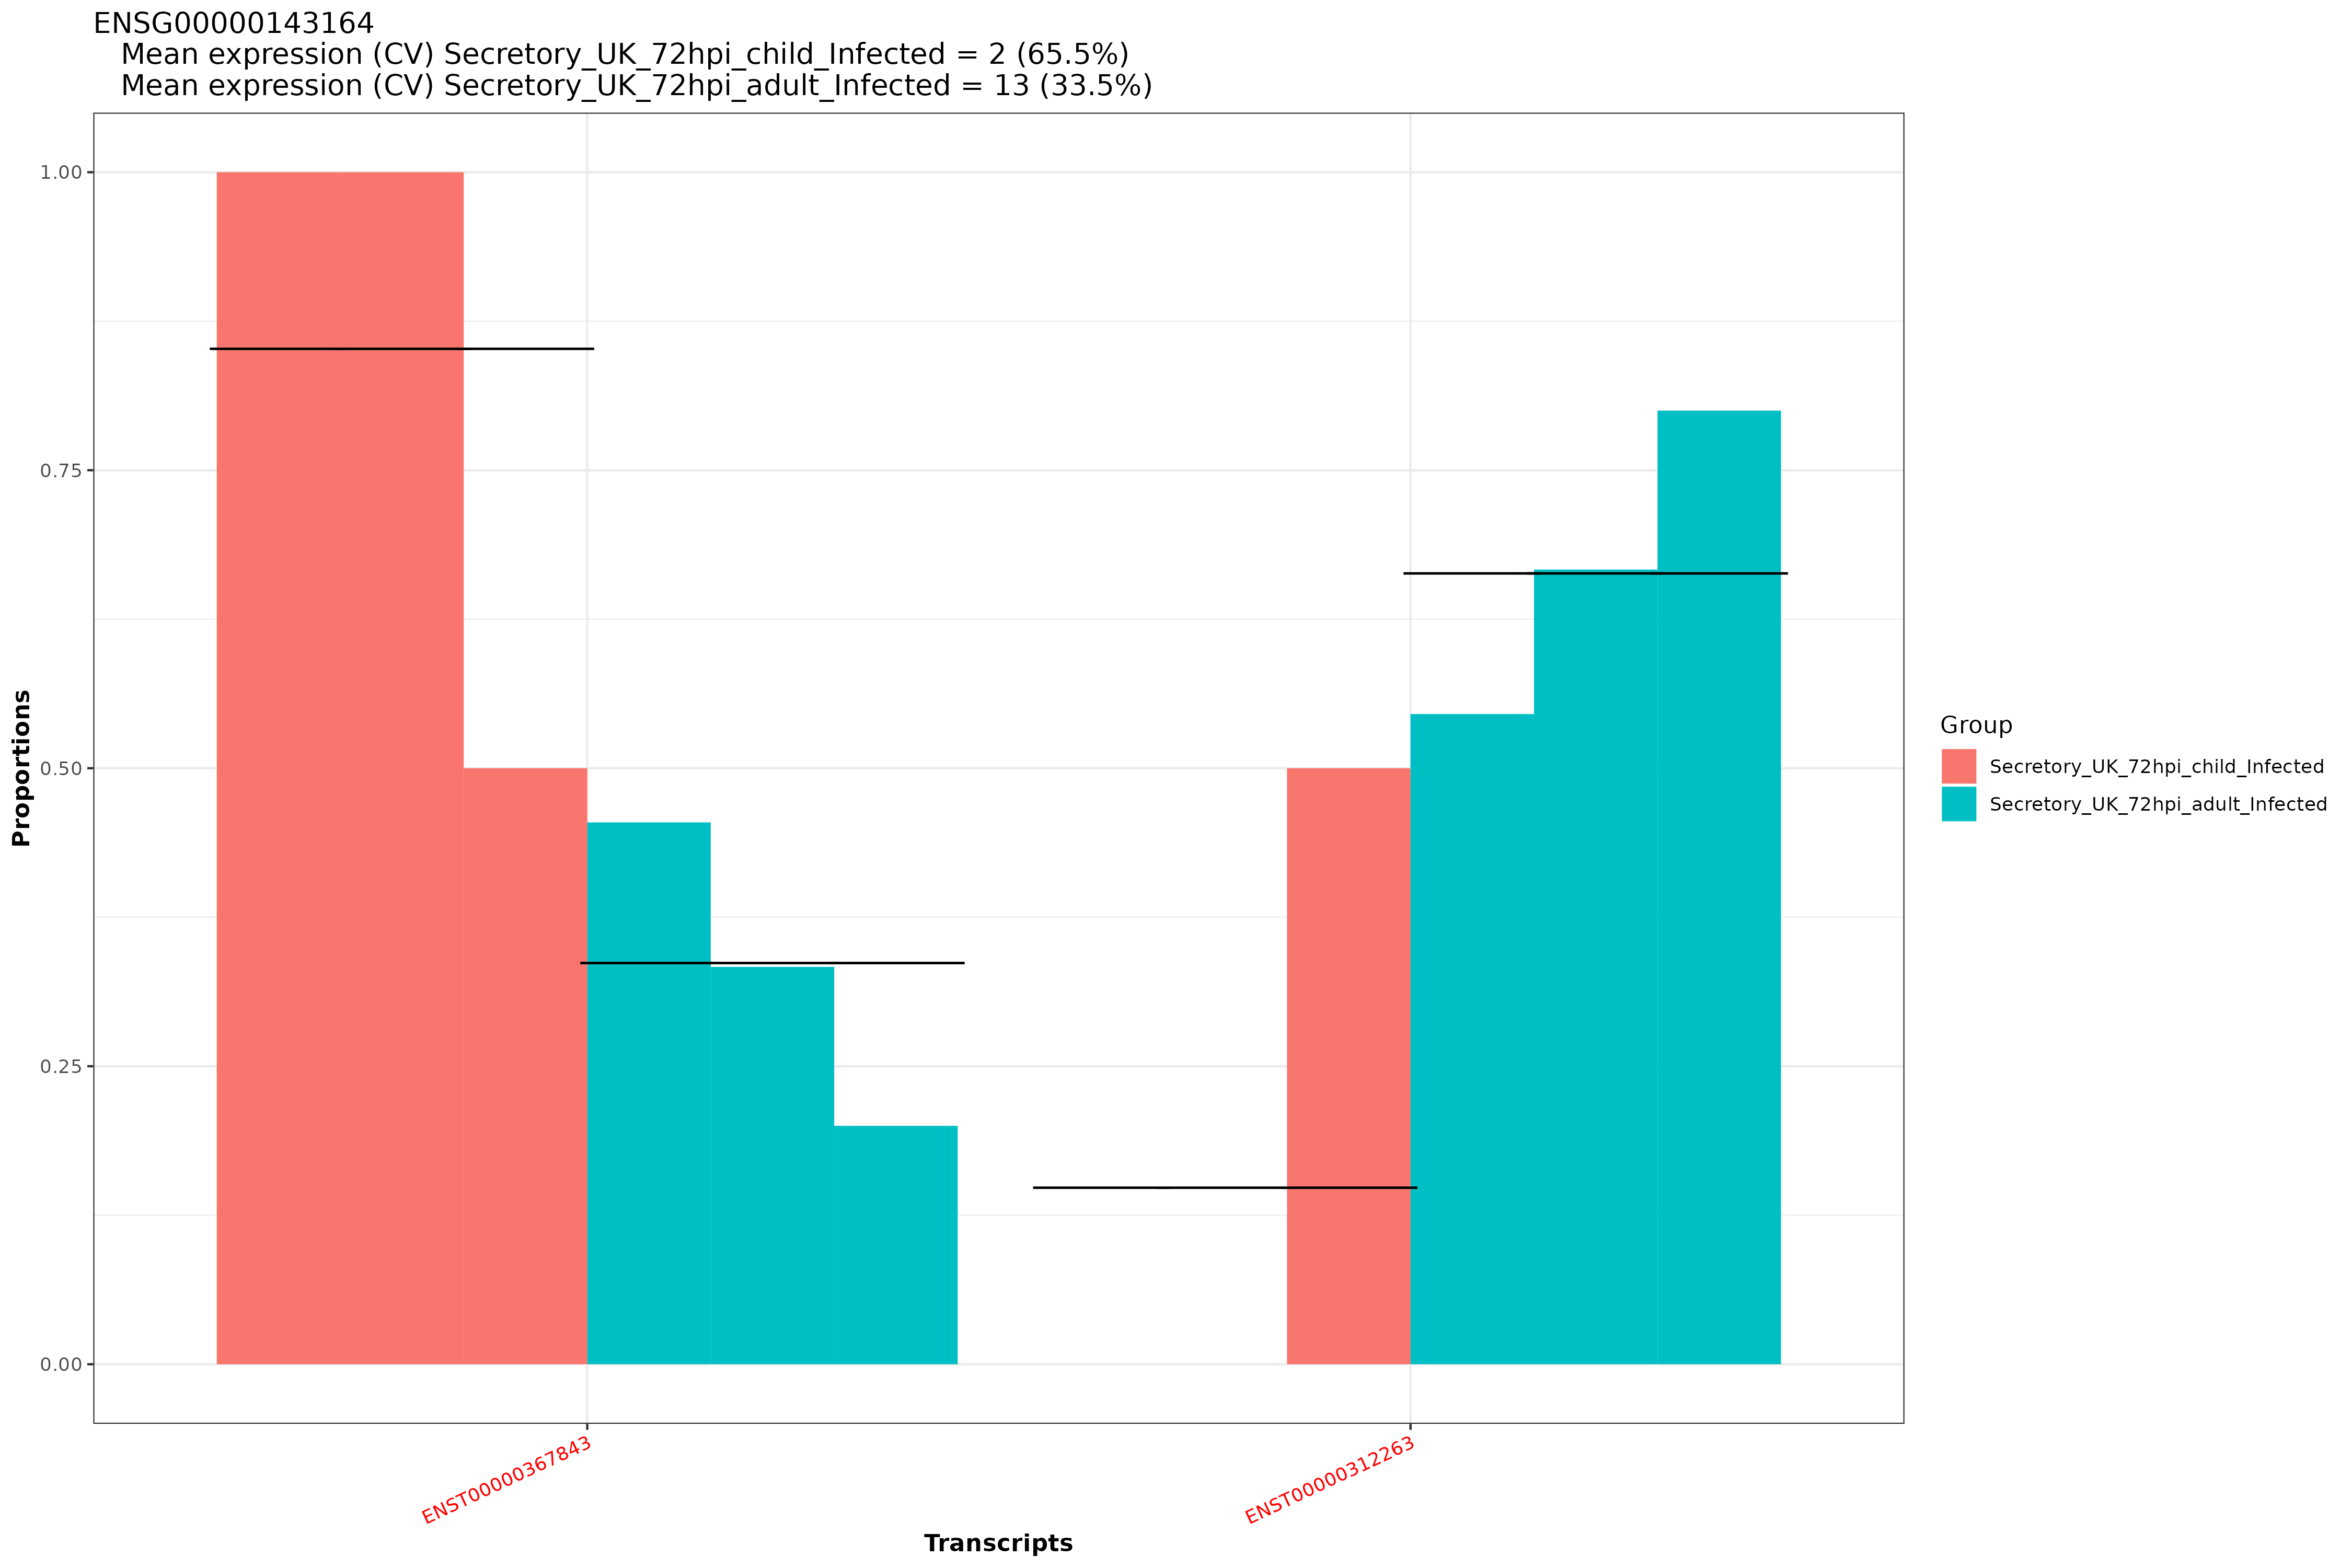 ENSG00000143164
Mean expression (CV) Secretory_UK_72hpi_child_Infected = 2 (65.5%)
Mean expression (CV) Secretory_UK_72hpi_adult_Infected = 13 (33.5%)
1.00
0.75
0.50
0.25
0.00
Proportions
ENST00000367843
ENST00000312263
Transcripts
Group
Secretory_UK_72hpi_child_Infected
Secretory_UK_72hpi_adult_Infected